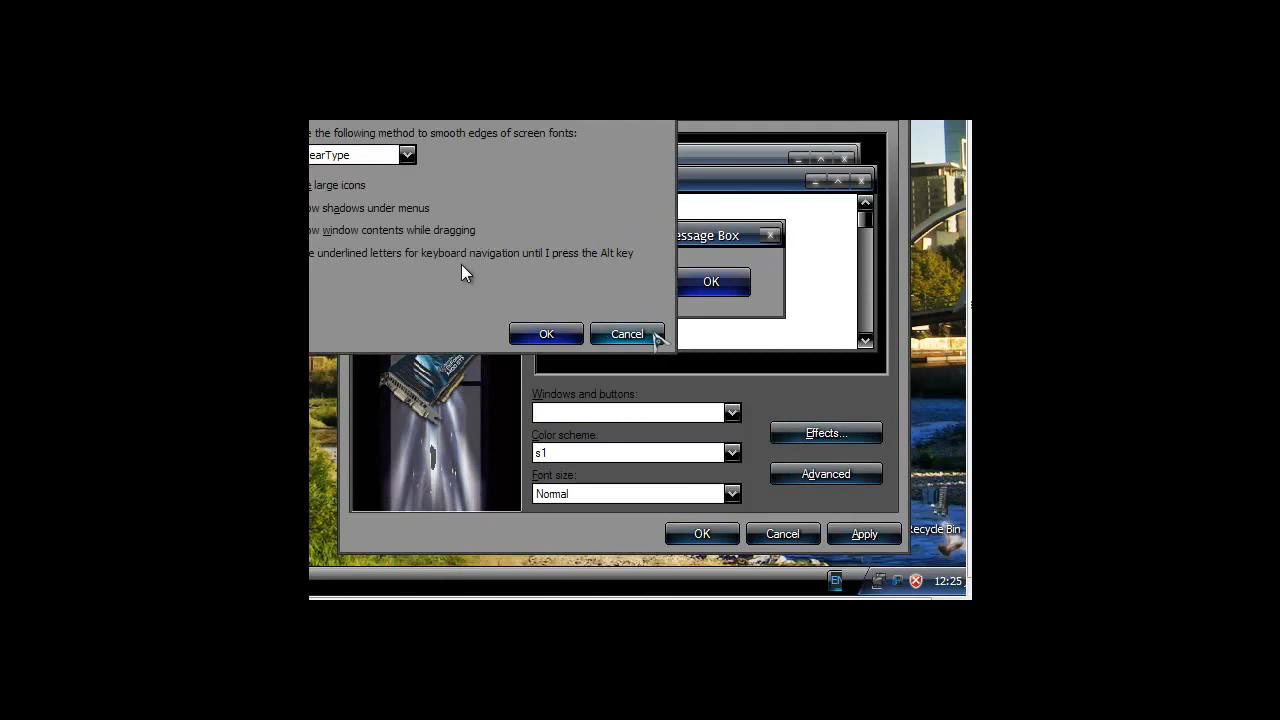 e the following method to smooth edges of screen fonts:
earType
e large icons
ow shadows under menus
ow window contents while dragging
e underlined letters for keyboard navigation until I press the Alt key
OK
Cancel
essage Box
OK
Windows and buttons:
Color scheme:
s1
Font size:
Normal
Effects...
Advanced
OK
Cancel
Apply
Recycle Bin
EN
12:25